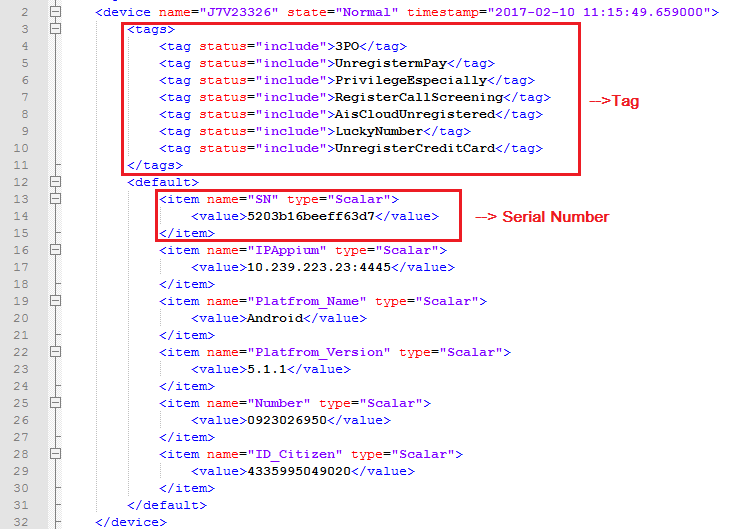 2 <device name="J7V23326" state="Normal" timestamp="2017-02-10 11:15:49.659000">
3 <tags>
4 <tag status="include">3PO</tag>
5 <tag status="include">UnregistermPay</tag>
6 <tag status="include">PrivilegeEspecially</tag>
7 <tag status="include">RegisterCallScreening</tag> -->Tag
8 <tag status="include">AisCloudUnregistered</tag>
9 <tag status="include">LuckyNumber</tag>
10 <tag status="include">UnregisterCreditCard</tag>
11 </tags>
12 <default>
13 <item name="SN" type="Scalar">
14 <value>5203b16beeff63d7</value> --> Serial Number
15 </item>
16 <item name="IPAppium" type="Scalar">
17 <value>10.239.223.23:4445</value>
18 </item>
19 <item name="Platfrom_Name" type="Scalar">
20 <value>Android</value>
21 </item>
22 <item name="Platfrom_Version" type="Scalar">
23 <value>5.1.1</value>
24 </item>
25 <item name="Number" type="Scalar">
26 <value>0923026950</value>
27 </item>
28 <item name="ID_Citizen" type="Scalar">
29 <value>4335995049020</value>
30 </item>
31 </default>
32 </device>